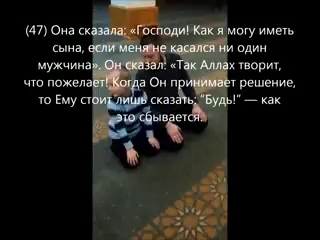 (47) Она сказала: «Господи! Как я могу иметь
сына, если меня не касался ни один
мужчина». Он сказал: «Так Аллах творит,
что пожелает! Когда Он принимает решение,
то Ему стоит лишь сказать: “Будь!” — как
это сбывается.